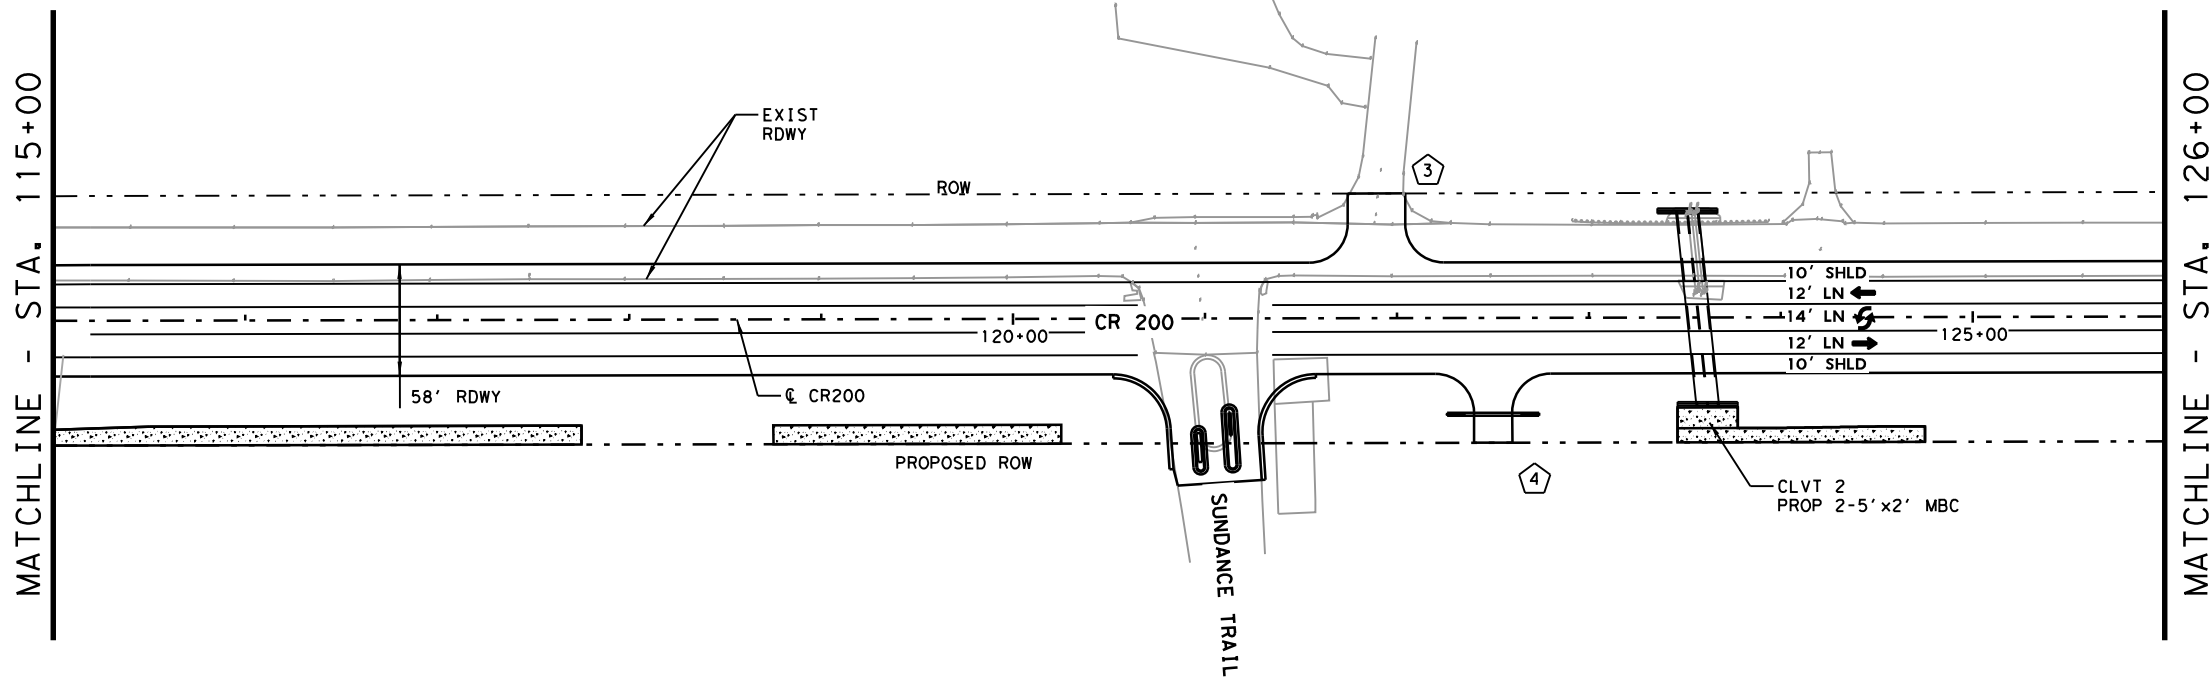 MATCHLINE - STA. 115+00
EXIST
RDWY
ROW
3
10' SHLD
12' LN
14' LN
12' LN
10' SHLD
CR 200
120+00
125+00
58' RDWY
℄ CR200
PROPOSED ROW
4
CLVT 2
PROP 2-5'x2' MBC
SUNDANCE TRAIL
MATCHLINE - STA. 126+00